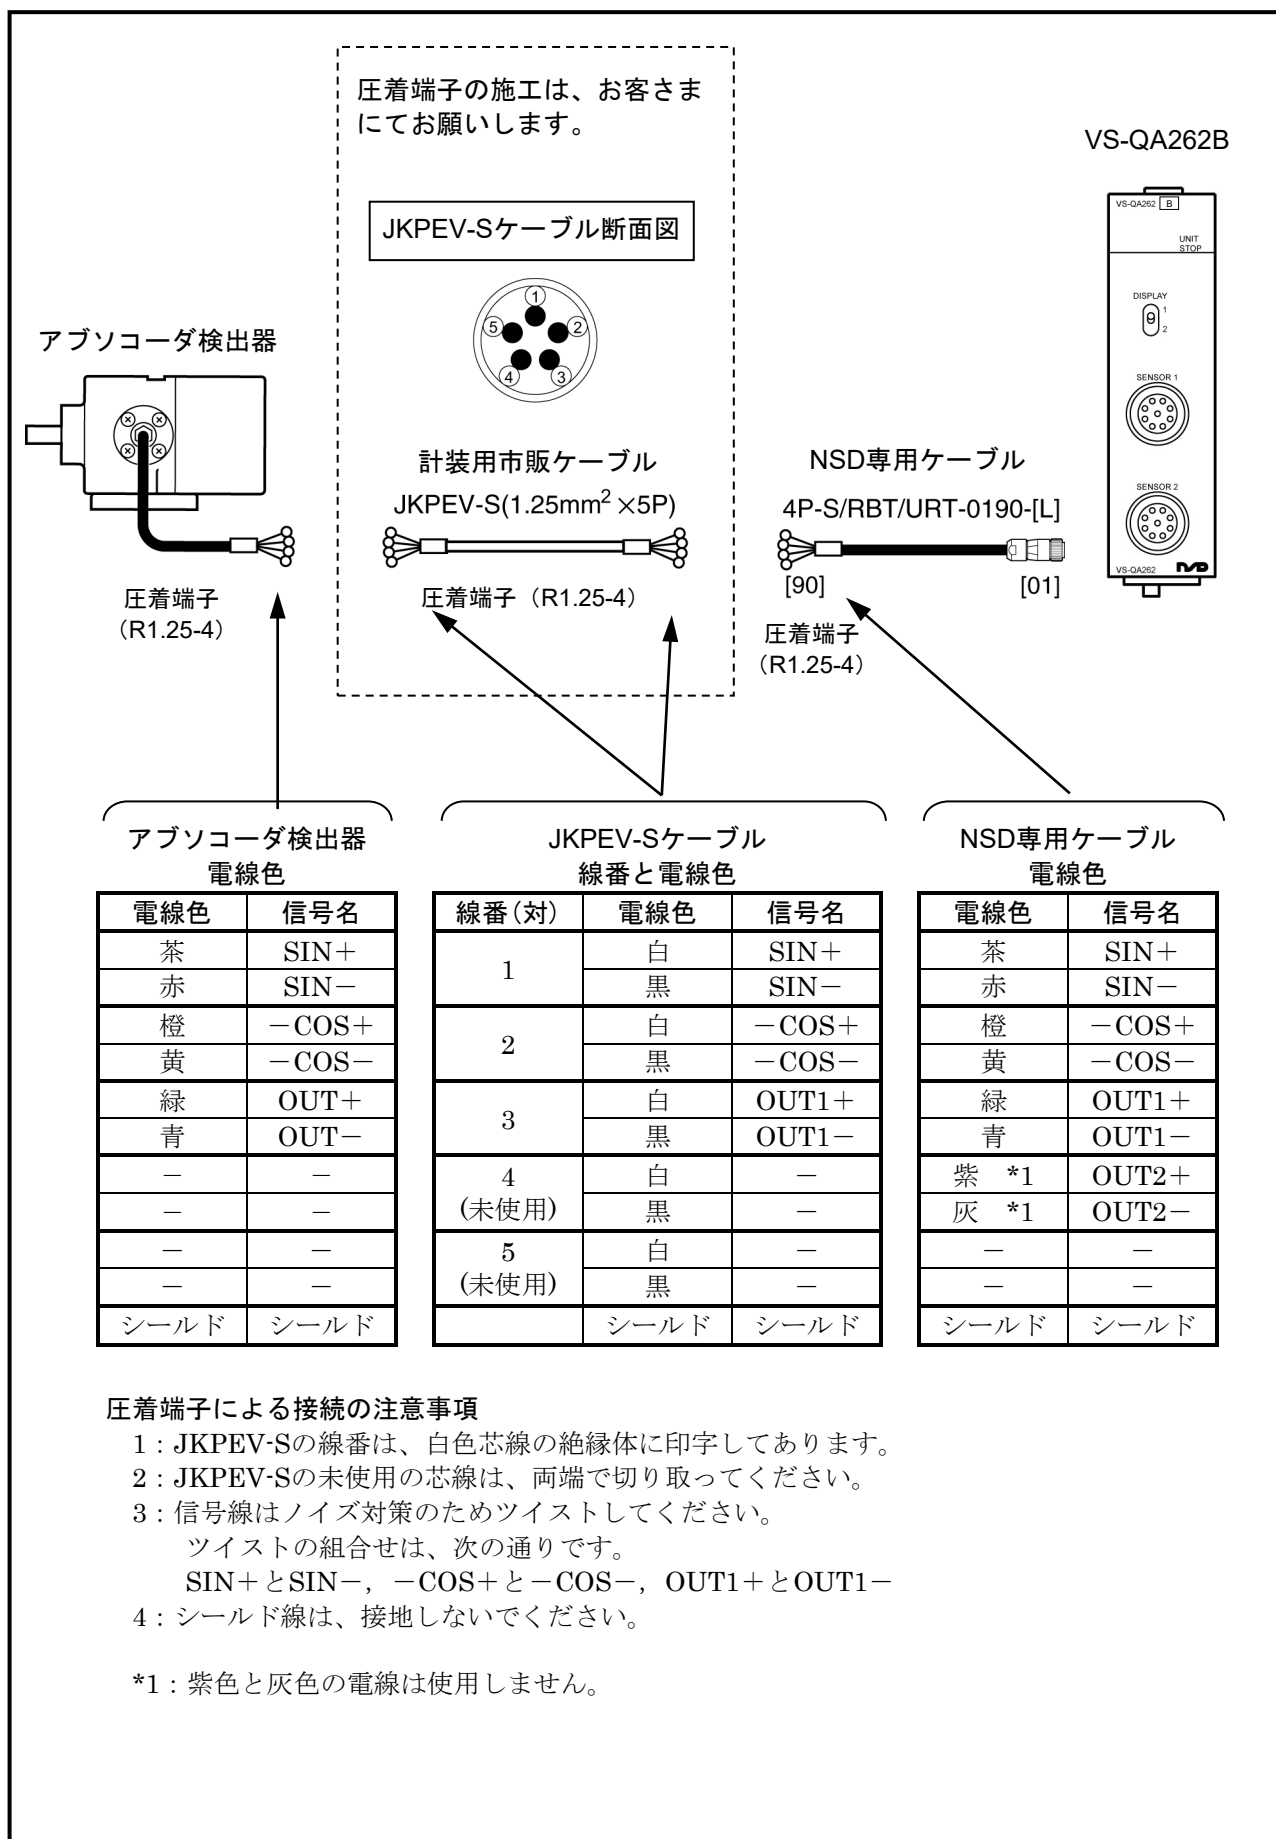 圧着端子の施工は、お客さま
にてお願いします。
JKPEV-Sケーブル断面図
1
2
3
4
5
VS-QA262B
VS-QA262 B
UNIT
STOP
DISPLAY
1
2
SENSOR 1
SENSOR 2
VS-QA262
NSD
アブソコーダ検出器
圧着端子
（R1.25-4）
計装用市販ケーブル
JKPEV-S(1.25mm²×5P)
圧着端子（R1.25-4）
NSD専用ケーブル
4P-S/RBT/URT-0190-[L]
[90] [01]
圧着端子
（R1.25-4）
アブソコーダ検出器
電線色
電線色 信号名
茶 SIN＋
赤 SIN－
橙 －COS＋
黄 －COS－
緑 OUT＋
青 OUT－
－ －
－ －
－ －
－ －
シールド シールド
JKPEV-Sケーブル
線番と電線色
線番(対) 電線色 信号名
1 白 SIN＋
黒 SIN－
2 白 －COS＋
黒 －COS－
3 白 OUT1＋
黒 OUT1－
4 白 －
(未使用) 黒 －
5 白 －
(未使用) 黒 －
シールド シールド
NSD専用ケーブル
電線色
電線色 信号名
茶 SIN＋
赤 SIN－
橙 －COS＋
黄 －COS－
緑 OUT1＋
青 OUT1－
紫 *1 OUT2＋
灰 *1 OUT2－
－ －
－ －
シールド シールド
圧着端子による接続の注意事項
1：JKPEV-Sの線番は、白色芯線の絶縁体に印字してあります。
2：JKPEV-Sの未使用の芯線は、両端で切り取ってください。
3：信号線はノイズ対策のためツイストしてください。
ツイストの組合せは、次の通りです。
SIN＋とSIN－，－COS＋と－COS－，OUT1＋とOUT1－
4：シールド線は、接地しないでください。
*1：紫色と灰色の電線は使用しません。